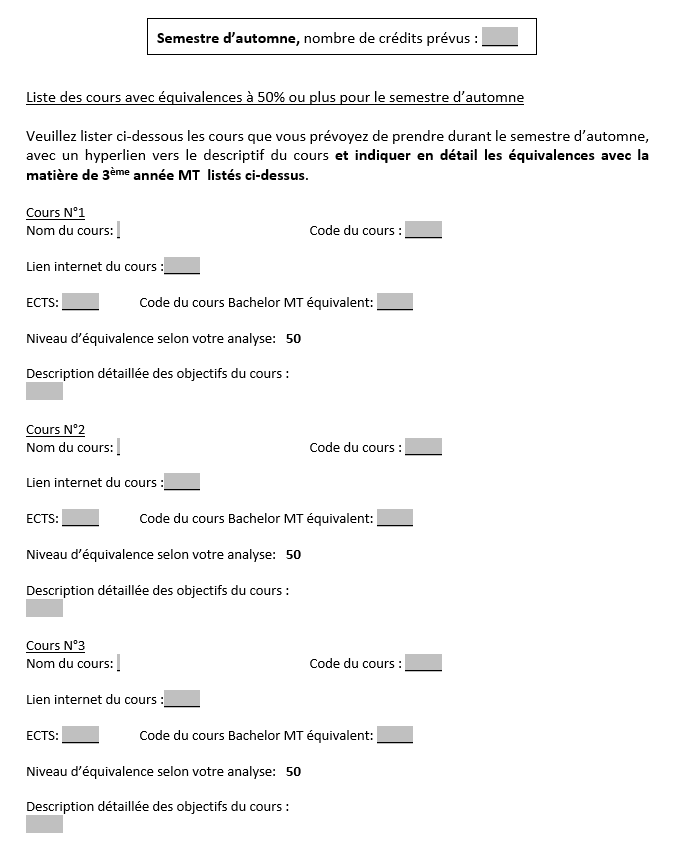 Semestre d’automne, nombre de crédits prévus :
Liste des cours avec équivalences à 50% ou plus pour le semestre d’automne
Veuillez lister ci-dessous les cours que vous prévoyez de prendre durant le semestre d’automne,
avec un hyperlien vers le descriptif du cours et indiquer en détail les équivalences avec la
matière de 3ème année MT listés ci-dessus.
Cours N°1
Nom du cours: Code du cours :
Lien internet du cours :
ECTS: Code du cours Bachelor MT équivalent:
Niveau d’équivalence selon votre analyse: 50
Description détaillée des objectifs du cours :
Cours N°2
Nom du cours: Code du cours :
Lien internet du cours :
ECTS: Code du cours Bachelor MT équivalent:
Niveau d’équivalence selon votre analyse: 50
Description détaillée des objectifs du cours :
Cours N°3
Nom du cours: Code du cours :
Lien internet du cours :
ECTS: Code du cours Bachelor MT équivalent:
Niveau d’équivalence selon votre analyse: 50
Description détaillée des objectifs du cours :